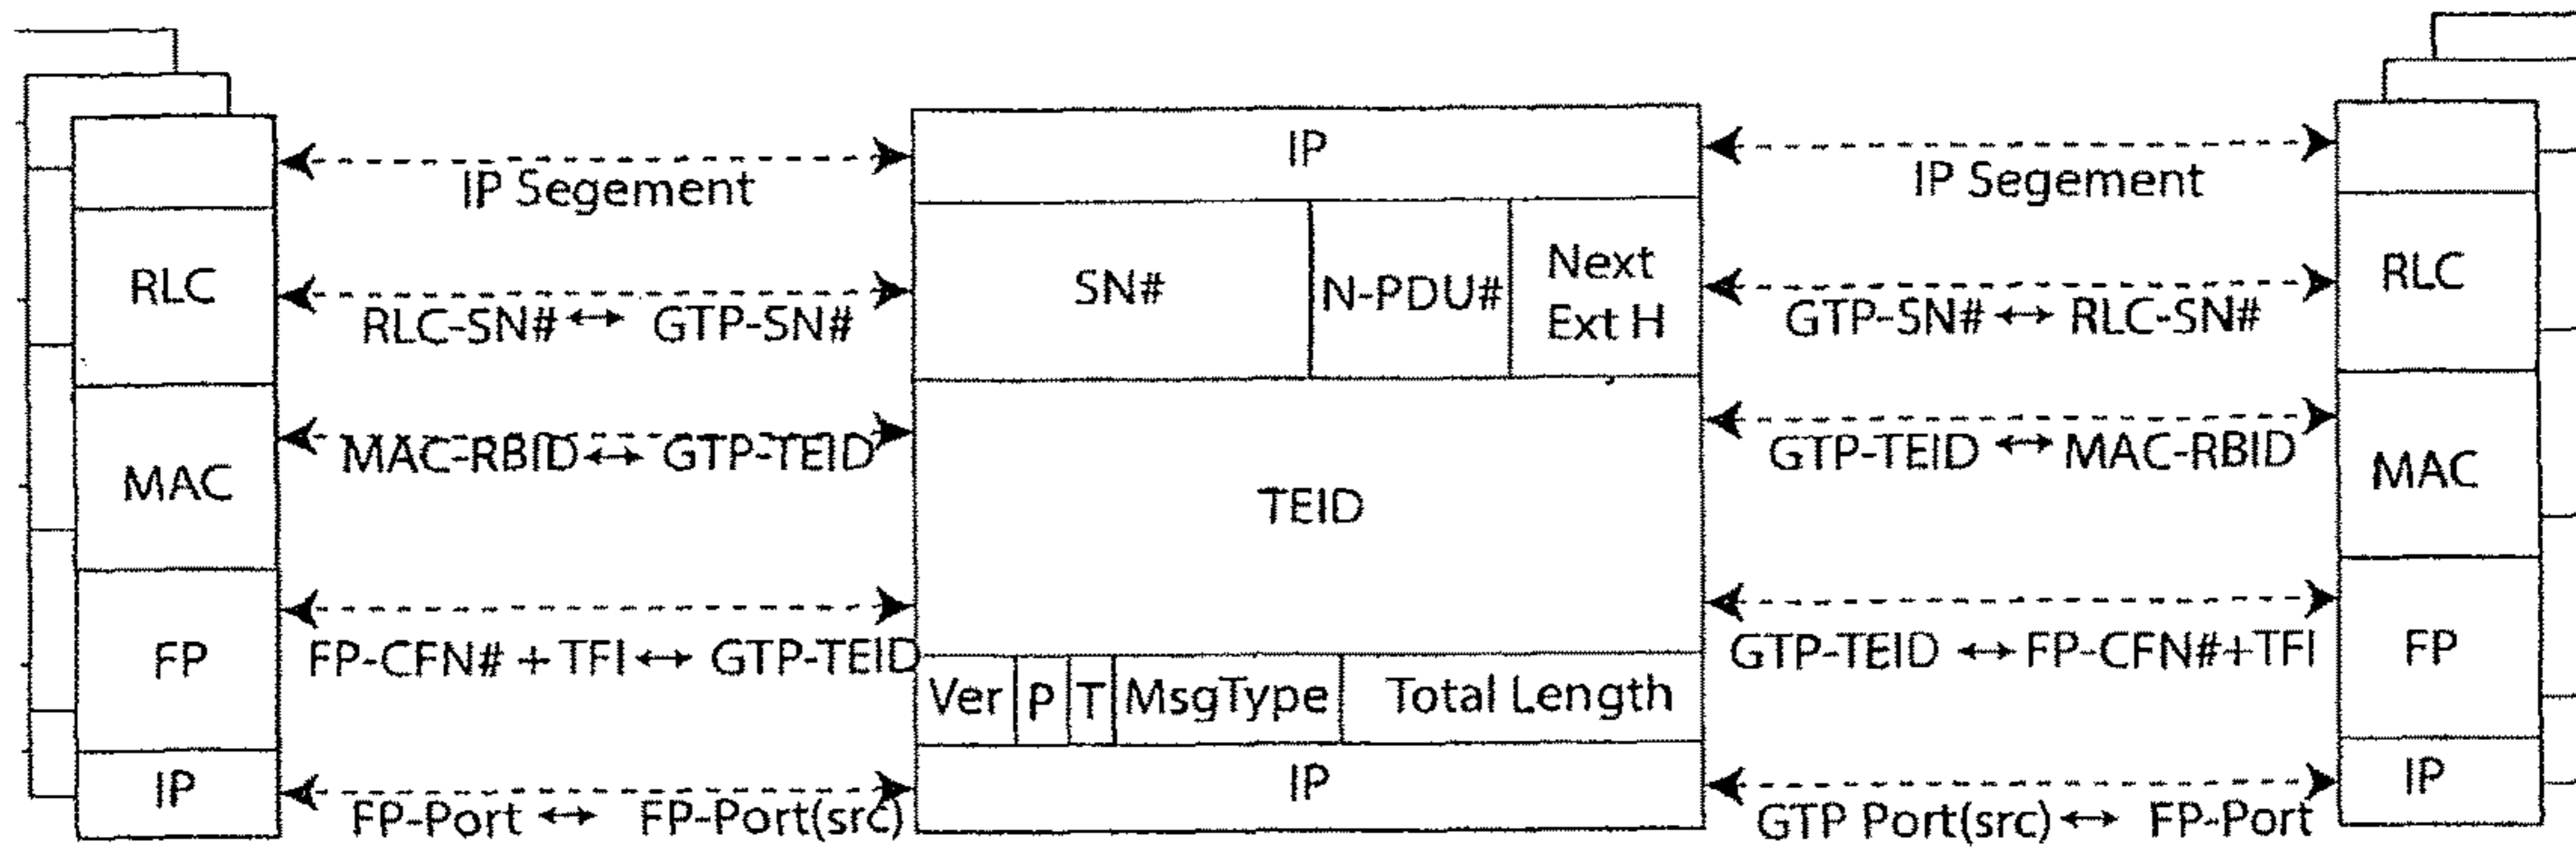 IP
IP Segement
IP Segement
RLC
SN#
N-PDU#
Next
Ext H
RLC
RLC-SN# ↔ GTP-SN#
GTP-SN# ↔ RLC-SN#
MAC-RBID ↔ GTP-TEID
GTP-TEID ↔ MAC-RBID
MAC
TEID
MAC
FP
FP-CFN# + TFI ↔ GTP-TEID
GTP-TEID ↔ FP-CFN#+TFI
FP
Ver
P
T
MsgType
Total Length
IP
IP
IP
FP-Port ↔ FP-Port(src)
GTP Port(src) ↔ FP-Port